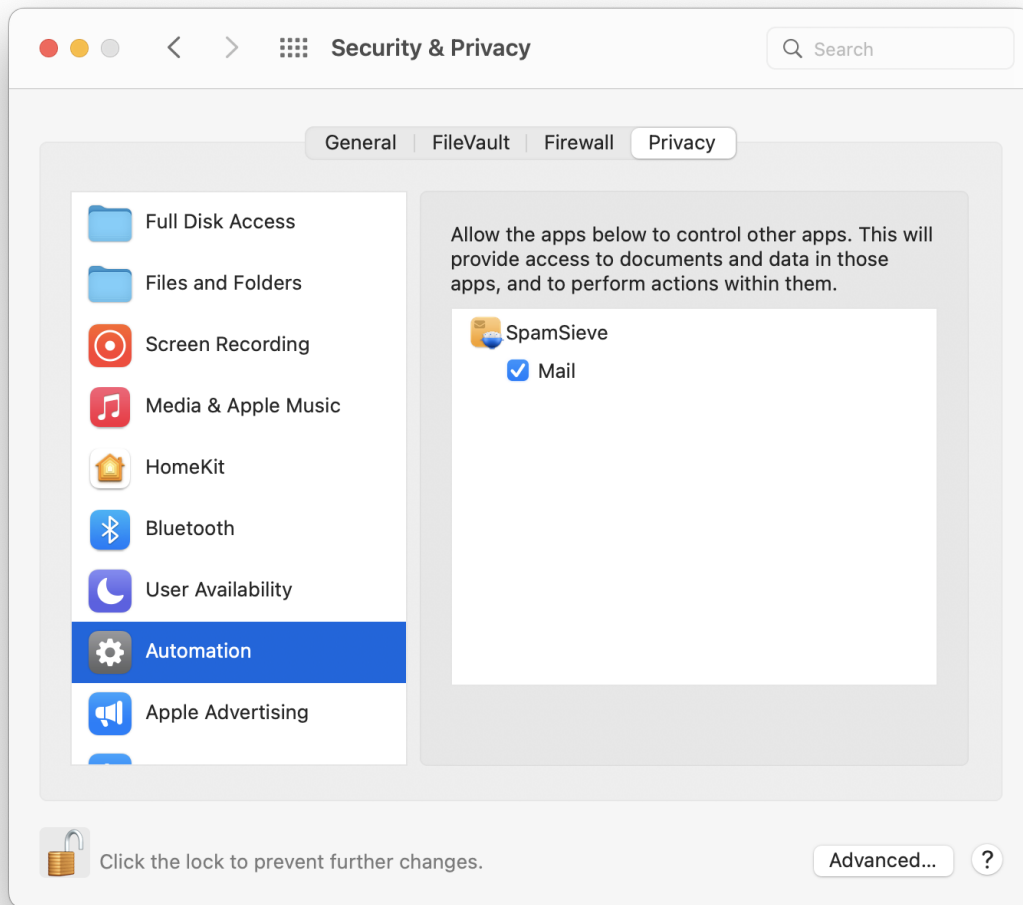 Security & Privacy
Search
General
FileVault
Firewall
Privacy
Full Disk Access
Files and Folders
Screen Recording
Media & Apple Music
HomeKit
Bluetooth
User Availability
Automation
Apple Advertising
Allow the apps below to control other apps. This will
provide access to documents and data in those
apps, and to perform actions within them.
SpamSieve
Mail
Click the lock to prevent further changes.
Advanced...
?